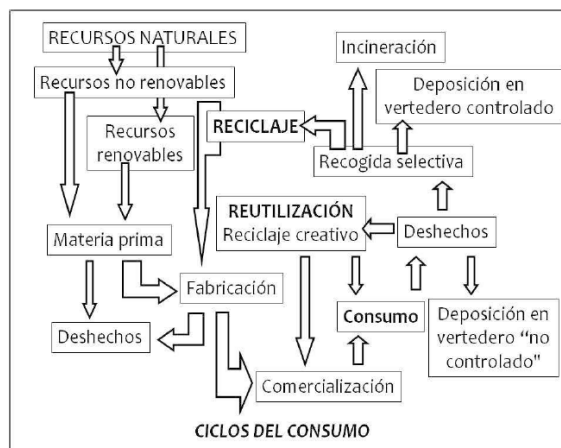 RECURSOS NATURALES
Recursos no renovables
Recursos
renovables
Materia prima
Deshechos
Fabricación
RECICLAJE
Incineración
Deposición en
vertedero controlado
Recogida selectiva
REUTILIZACIÓN
Reciclaje creativo
Deshechos
Consumo
Deposición en
vertedero “no
controlado"
Comercialización
CICLOS DEL CONSUMO